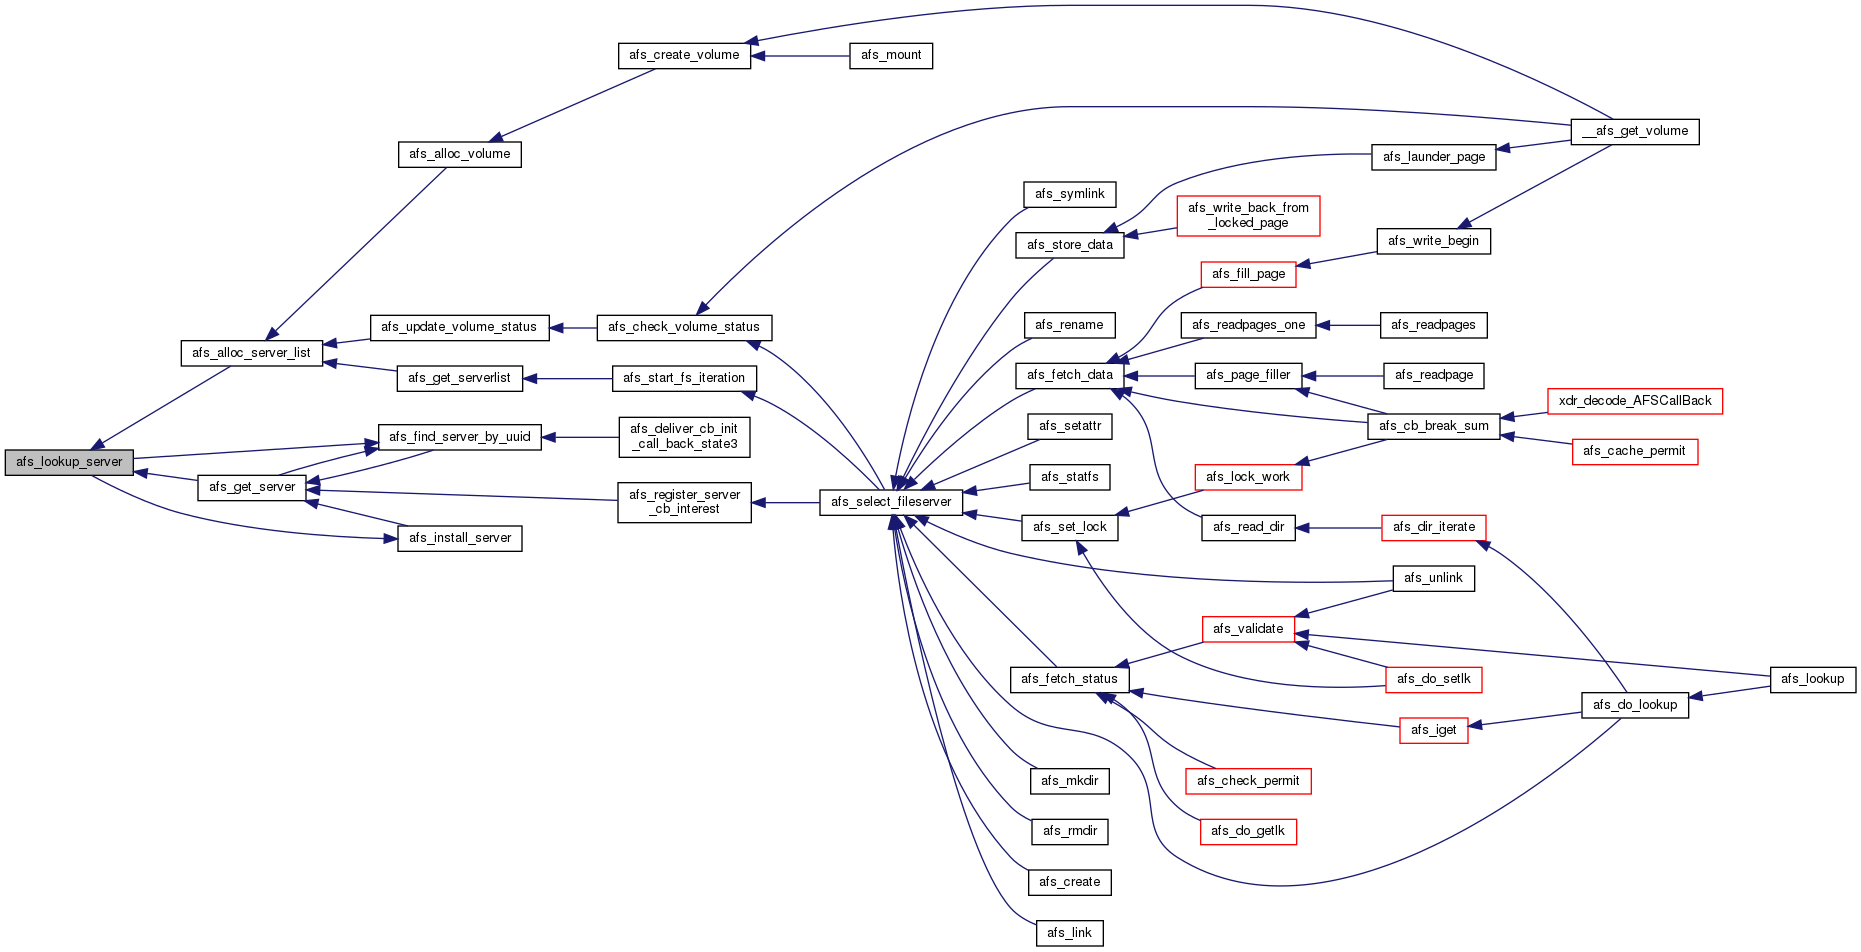 afs_create_volume
afs_mount
__afs_get_volume
afs_alloc_volume
afs_launder_page
afs_symlink
afs_write_back_from
_locked_page
afs_store_data
afs_write_begin
afs_fill_page
afs_update_volume_status
afs_check_volume_status
afs_rename
afs_readpages_one
afs_readpages
afs_alloc_server_list
afs_get_serverlist
afs_start_fs_iteration
afs_fetch_data
afs_page_filler
afs_readpage
xdr_decode_AFSCallBack
afs_find_server_by_uuid
afs_deliver_cb_init
_call_back_state3
afs_setattr
afs_cb_break_sum
afs_cache_permit
afs_lookup_server
afs_get_server
afs_register_server
_cb_interest
afs_select_fileserver
afs_statfs
afs_lock_work
afs_install_server
afs_set_lock
afs_read_dir
afs_dir_iterate
afs_unlink
afs_validate
afs_fetch_status
afs_do_setlk
afs_lookup
afs_do_lookup
afs_iget
afs_mkdir
afs_check_permit
afs_rmdir
afs_do_getlk
afs_create
afs_link